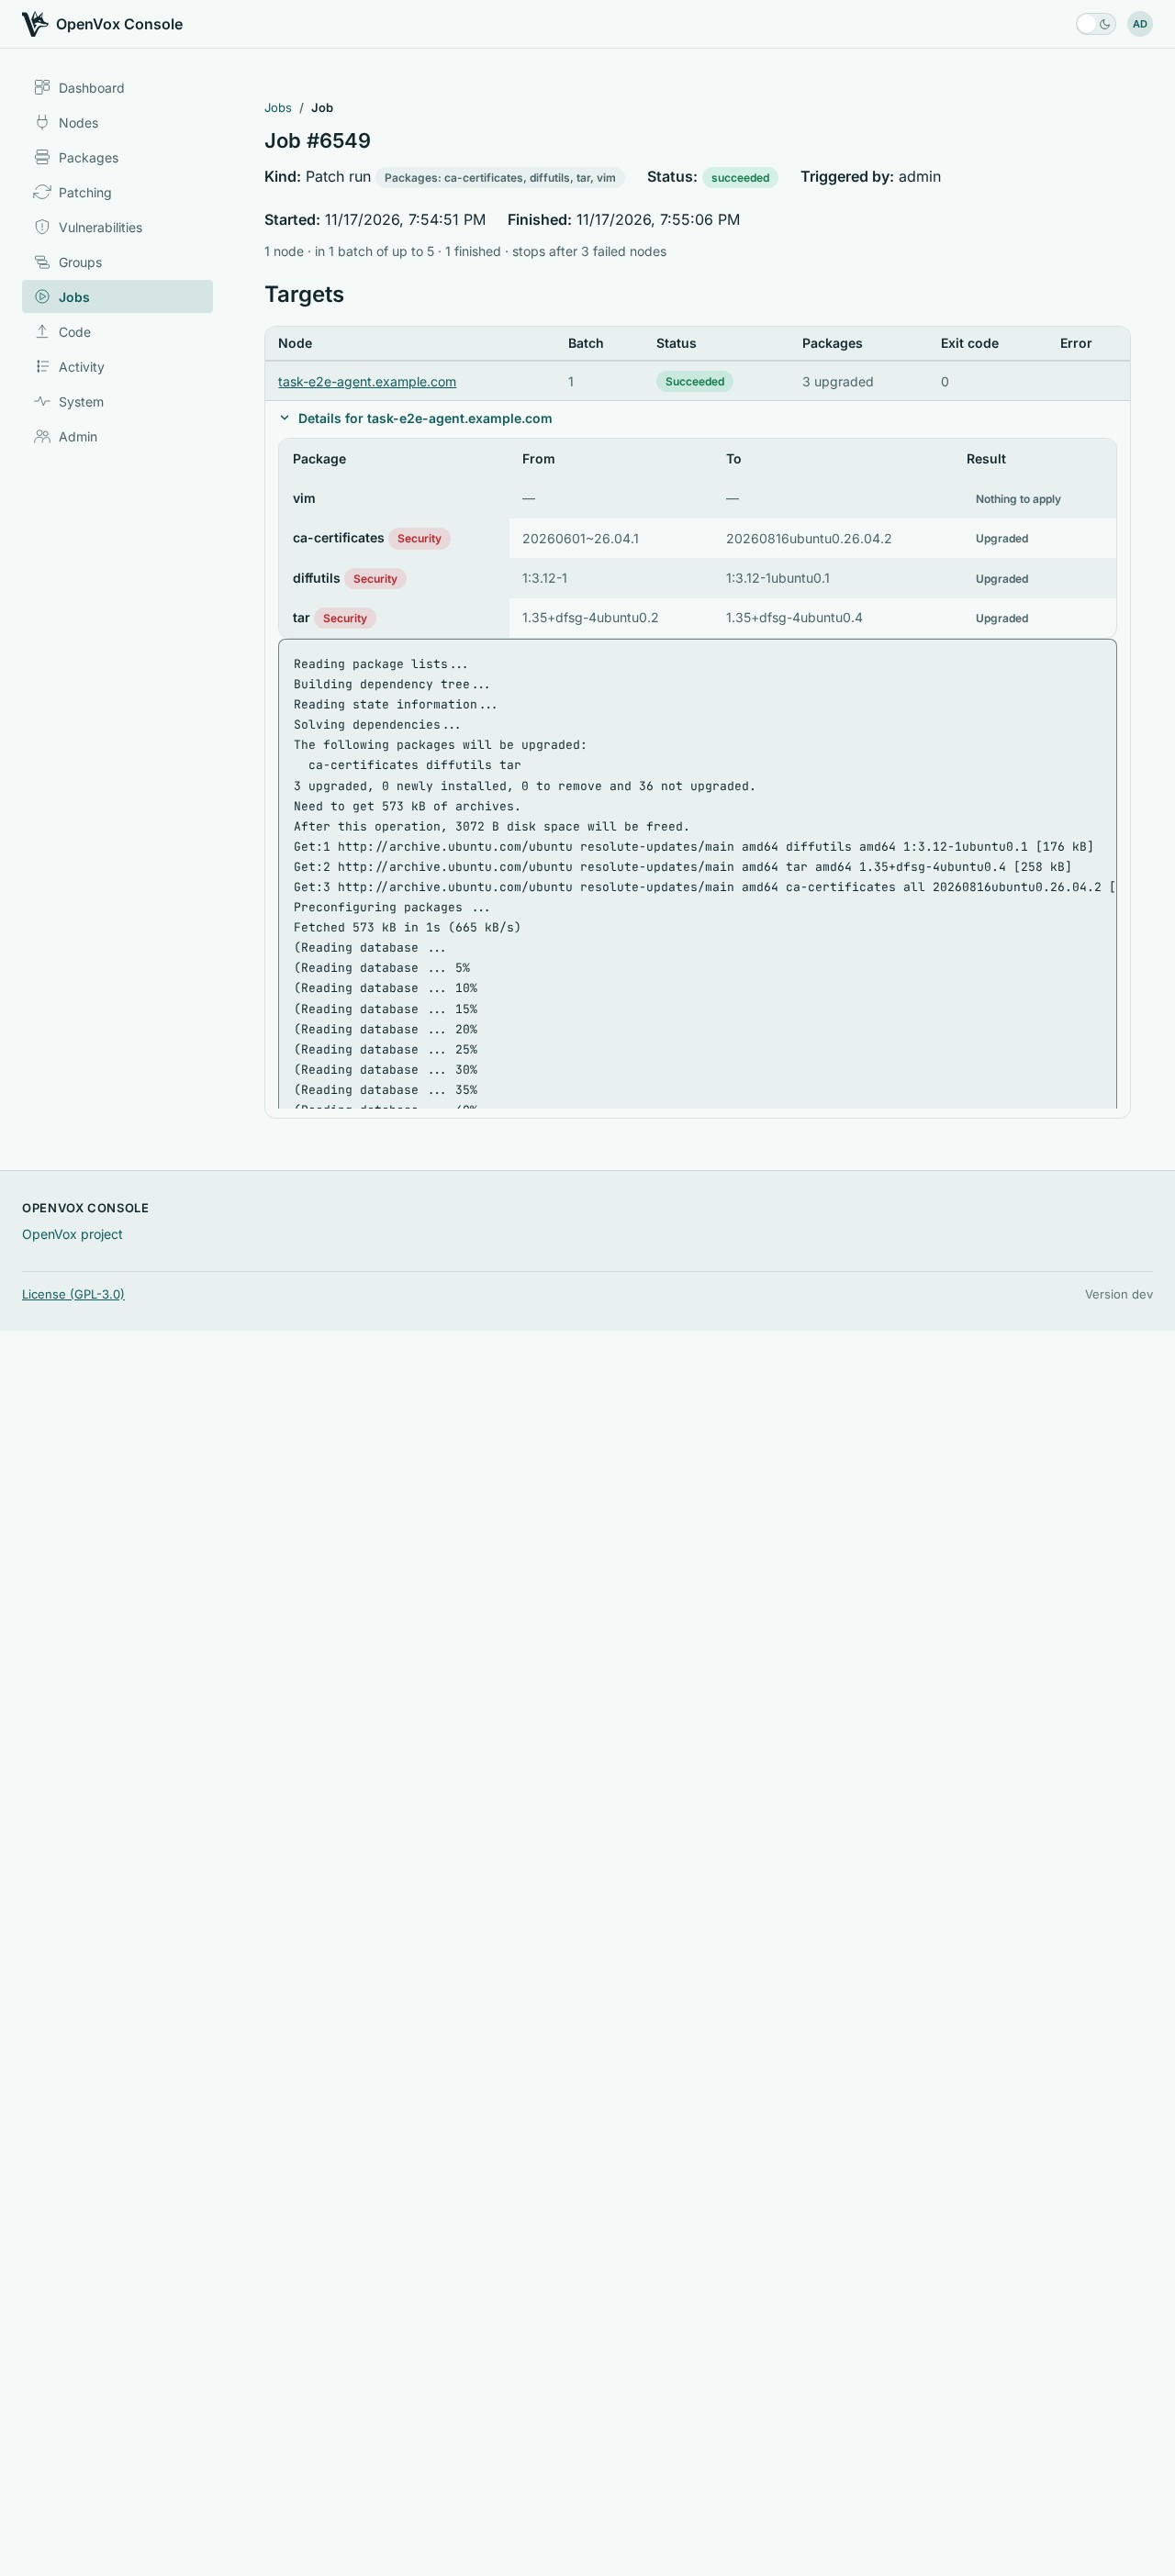 OpenVox Console
AD
Dashboard
Nodes
Packages
Patching
Vulnerabilities
Groups
Jobs
Code
Activity
System
Admin
Jobs / Job
Job #6549
Kind: Patch run Packages: ca-certificates, diffutils, tar, vim Status: succeeded Triggered by: admin
Started: 11/17/2026, 7:54:51 PM Finished: 11/17/2026, 7:55:06 PM
1 node · in 1 batch of up to 5 · 1 finished · stops after 3 failed nodes
Targets
Node Batch Status Packages Exit code Error
task-e2e-agent.example.com 1 Succeeded 3 upgraded 0
Details for task-e2e-agent.example.com
Package From To Result
vim — — Nothing to apply
ca-certificates Security 20260601~26.04.1 20260816ubuntu0.26.04.2 Upgraded
diffutils Security 1:3.12-1 1:3.12-1ubuntu0.1 Upgraded
tar Security 1.35+dfsg-4ubuntu0.2 1.35+dfsg-4ubuntu0.4 Upgraded
Reading package lists...
Building dependency tree...
Reading state information...
Solving dependencies...
The following packages will be upgraded:
  ca-certificates diffutils tar
3 upgraded, 0 newly installed, 0 to remove and 36 not upgraded.
Need to get 573 kB of archives.
After this operation, 3072 B disk space will be freed.
Get:1 http://archive.ubuntu.com/ubuntu resolute-updates/main amd64 diffutils amd64 1:3.12-1ubuntu0.1 [176 kB]
Get:2 http://archive.ubuntu.com/ubuntu resolute-updates/main amd64 tar amd64 1.35+dfsg-4ubuntu0.4 [258 kB]
Get:3 http://archive.ubuntu.com/ubuntu resolute-updates/main amd64 ca-certificates all 20260816ubuntu0.26.04.2 [
Preconfiguring packages ...
Fetched 573 kB in 1s (665 kB/s)
(Reading database ...
(Reading database ... 5%
(Reading database ... 10%
(Reading database ... 15%
(Reading database ... 20%
(Reading database ... 25%
(Reading database ... 30%
(Reading database ... 35%
OPENVOX CONSOLE
OpenVox project
License (GPL-3.0)
Version dev